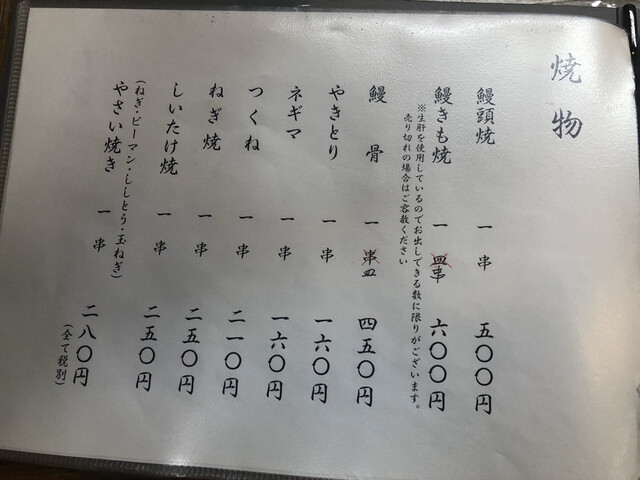 焼物
鰻頭焼 一串 五〇〇円
鰻きも焼 一皿串 六〇〇円
※生肝を使用しているのでお出しできる数に限りがございます。
売り切れの場合はご容赦ください
鰻骨 一串皿 四五〇円
やきとり 一串 一六〇円
ネギマ 一串 一六〇円
つくね 一串 二一〇円
ねぎ焼 一串 二五〇円
しいたけ焼 一串 二五〇円
やさい焼き 一串 二八〇円
(ねぎ・ピーマン・ししとう・玉ねぎ)
(全て税別)